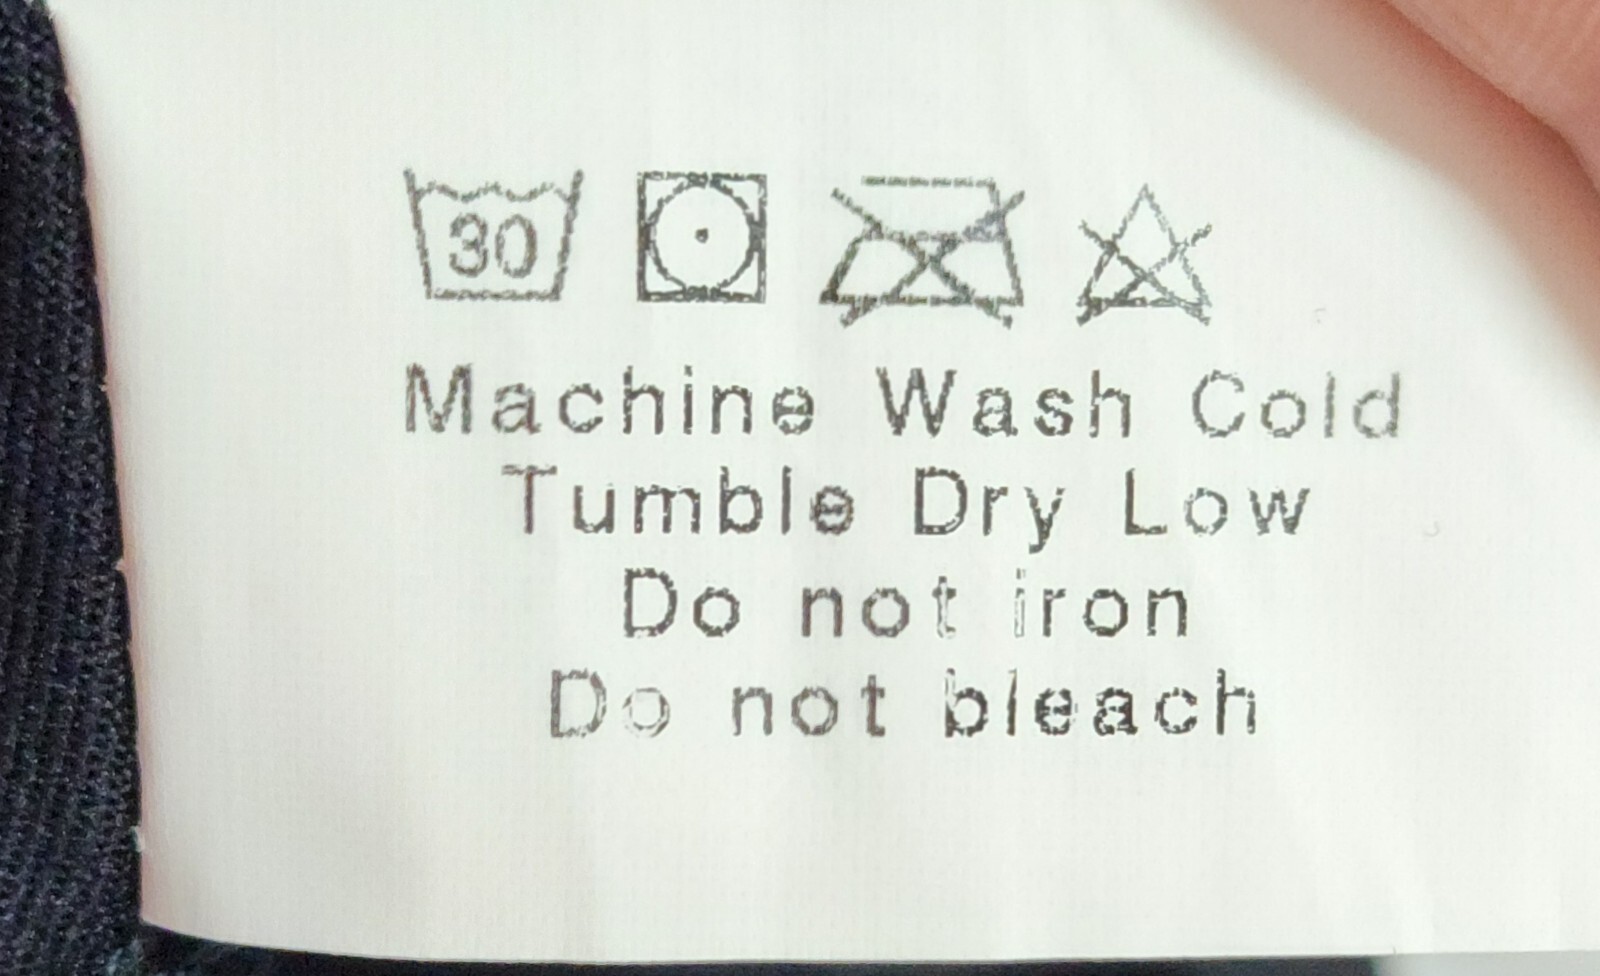 30
Machine Wash Cold
Tumble Dry Low
Do not iron
Do not bleach